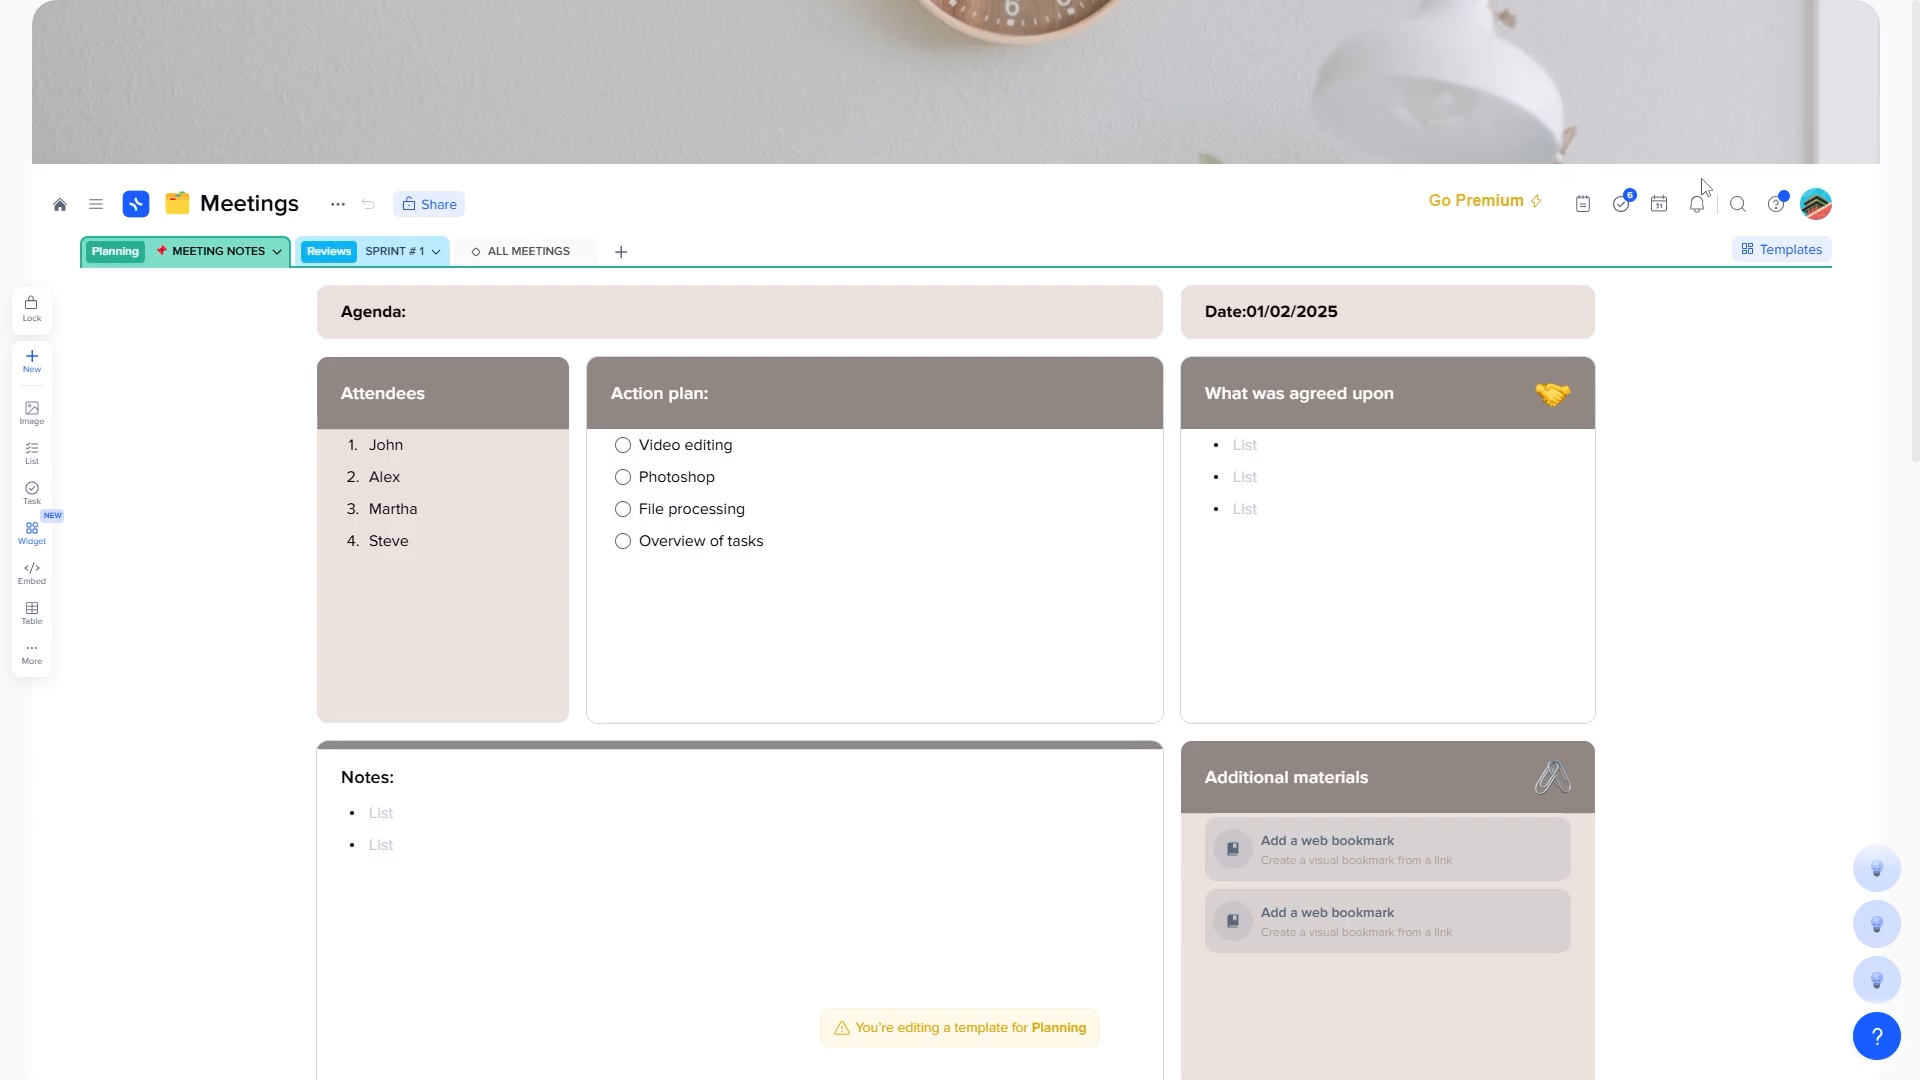 6
Meetings
Share
Go Premium
6
31
Planning
MEETING NOTES
Reviews
SPRINT # 1
ALL MEETINGS
Templates
Lock
New
Image
List
Task
NEW
Widget
Embed
Table
More
Agenda:
Date:01/02/2025
Attendees
1. John
2. Alex
3. Martha
4. Steve
Action plan:
Video editing
Photoshop
File processing
Overview of tasks
What was agreed upon
• List
• List
• List
Notes:
• List
• List
Additional materials
Add a web bookmark
Create a visual bookmark from a link
Add a web bookmark
Create a visual bookmark from a link
You're editing a template for Planning
?